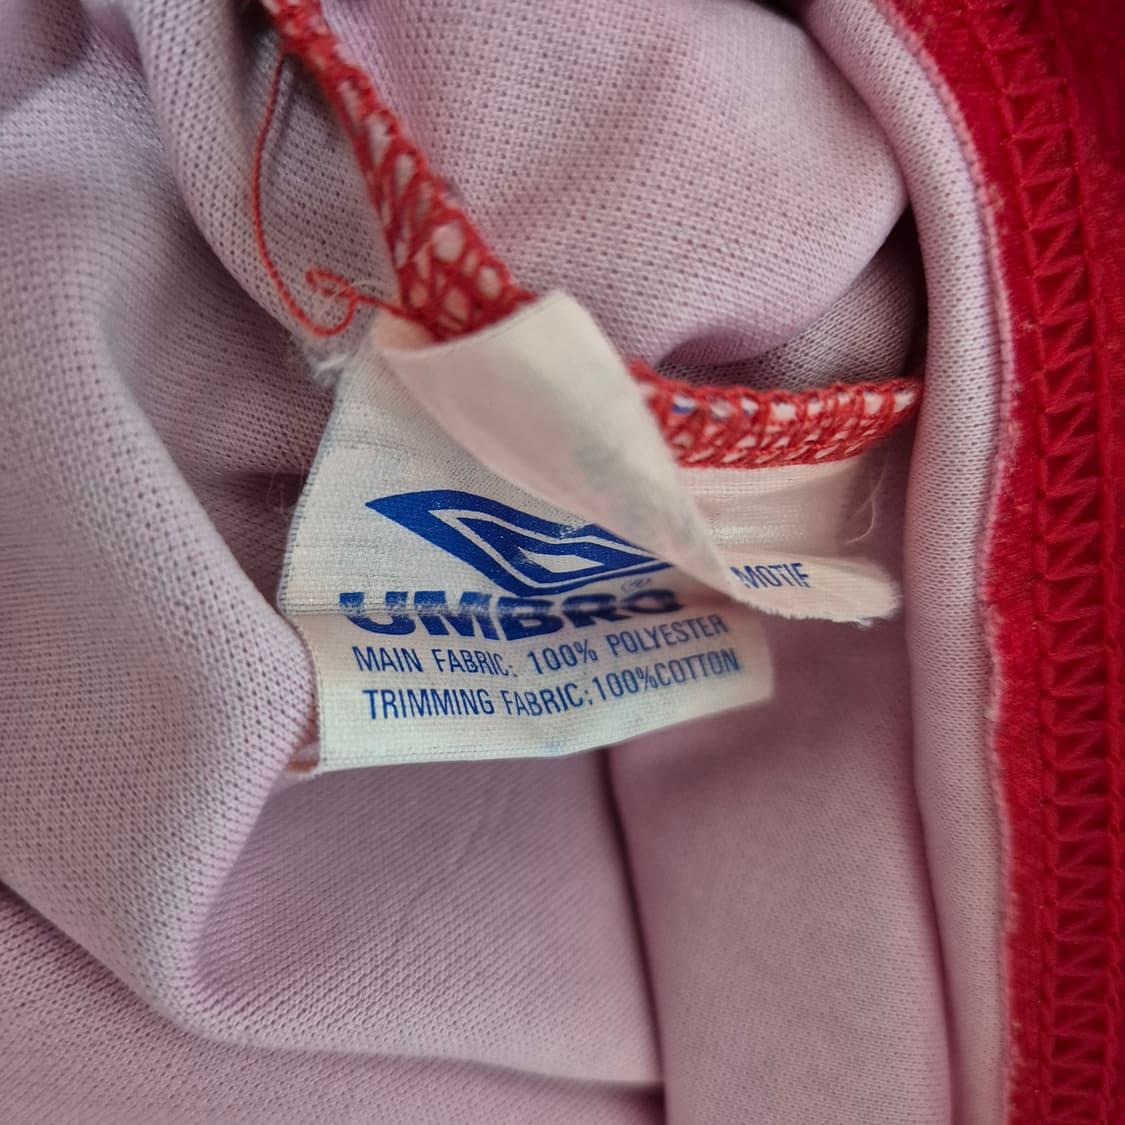 UMBRO®
MOTIF
MAIN FABRIC: 100% POLYESTER
TRIMMING FABRIC:100%COTTON